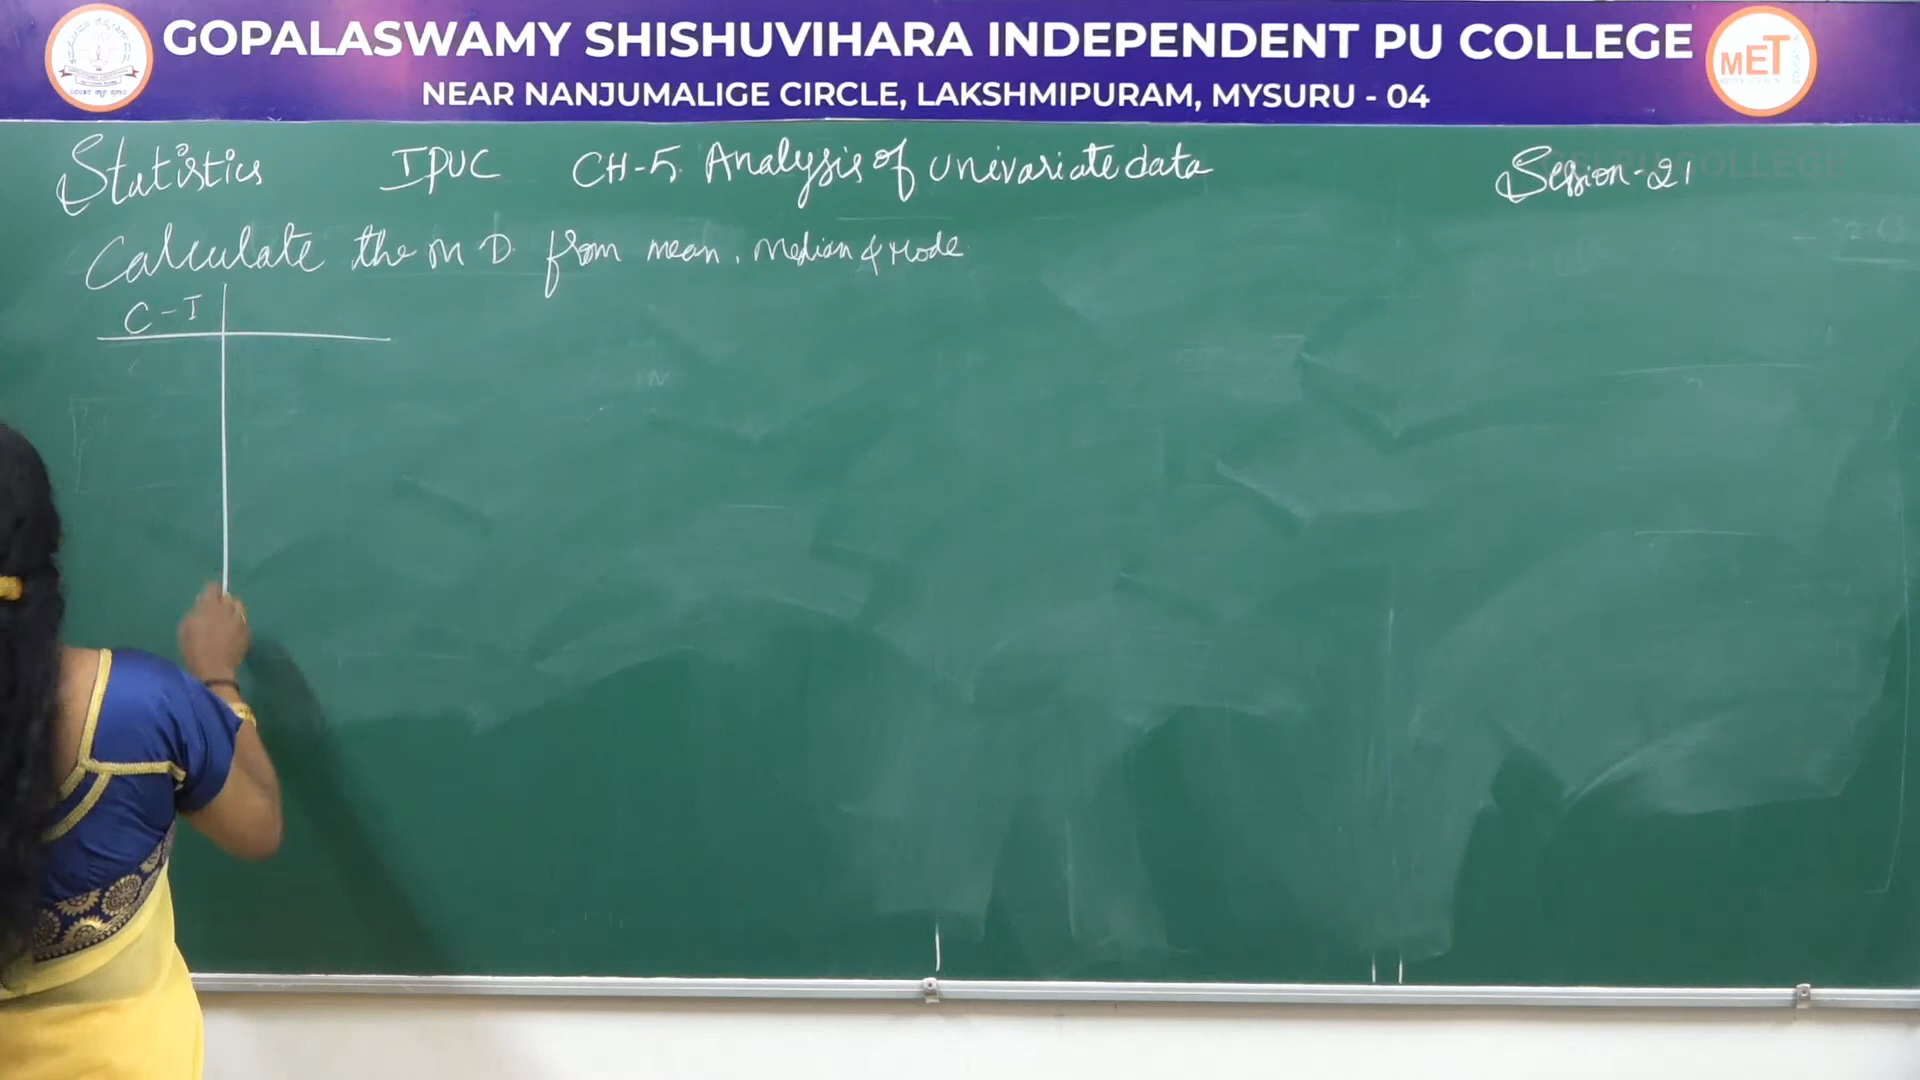 GOPALASWAMY SHISHUVIHARA INDEPENDENT PU COLLEGE
NEAR NANJUMALIGE CIRCLE, LAKSHMIPURAM, MYSURU - 04
MET
Statistics IPUC CH-5. Analysis of univariate data Session-21
Calculate the M D from mean, Median & Mode
C-I